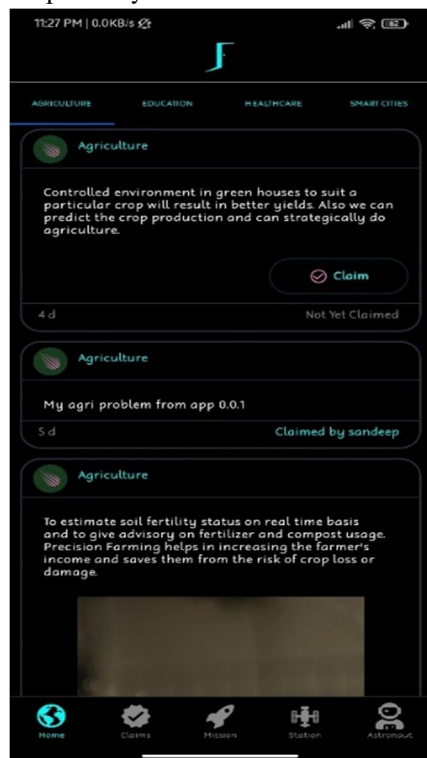 11:27 PM | 0.0KB/s
62
F
AGRICULTURE EDUCATION HEALTHCARE SMART CITIES
Agriculture
Controlled environment in green houses to suit a
particular crop will result in better yields. Also we can
predict the crop production and can strategically do
agriculture.
Claim
4 d Not Yet Claimed
Agriculture
My agri problem from app 0.0.1
5 d Claimed by sandeep
Agriculture
To estimate soil fertility status on real time basis
and to give advisory on fertilizer and compost usage.
Precision Farming helps in increasing the farmer's
income and saves them from the risk of crop loss or
damage.
Home Claims Mission Station Astronaut